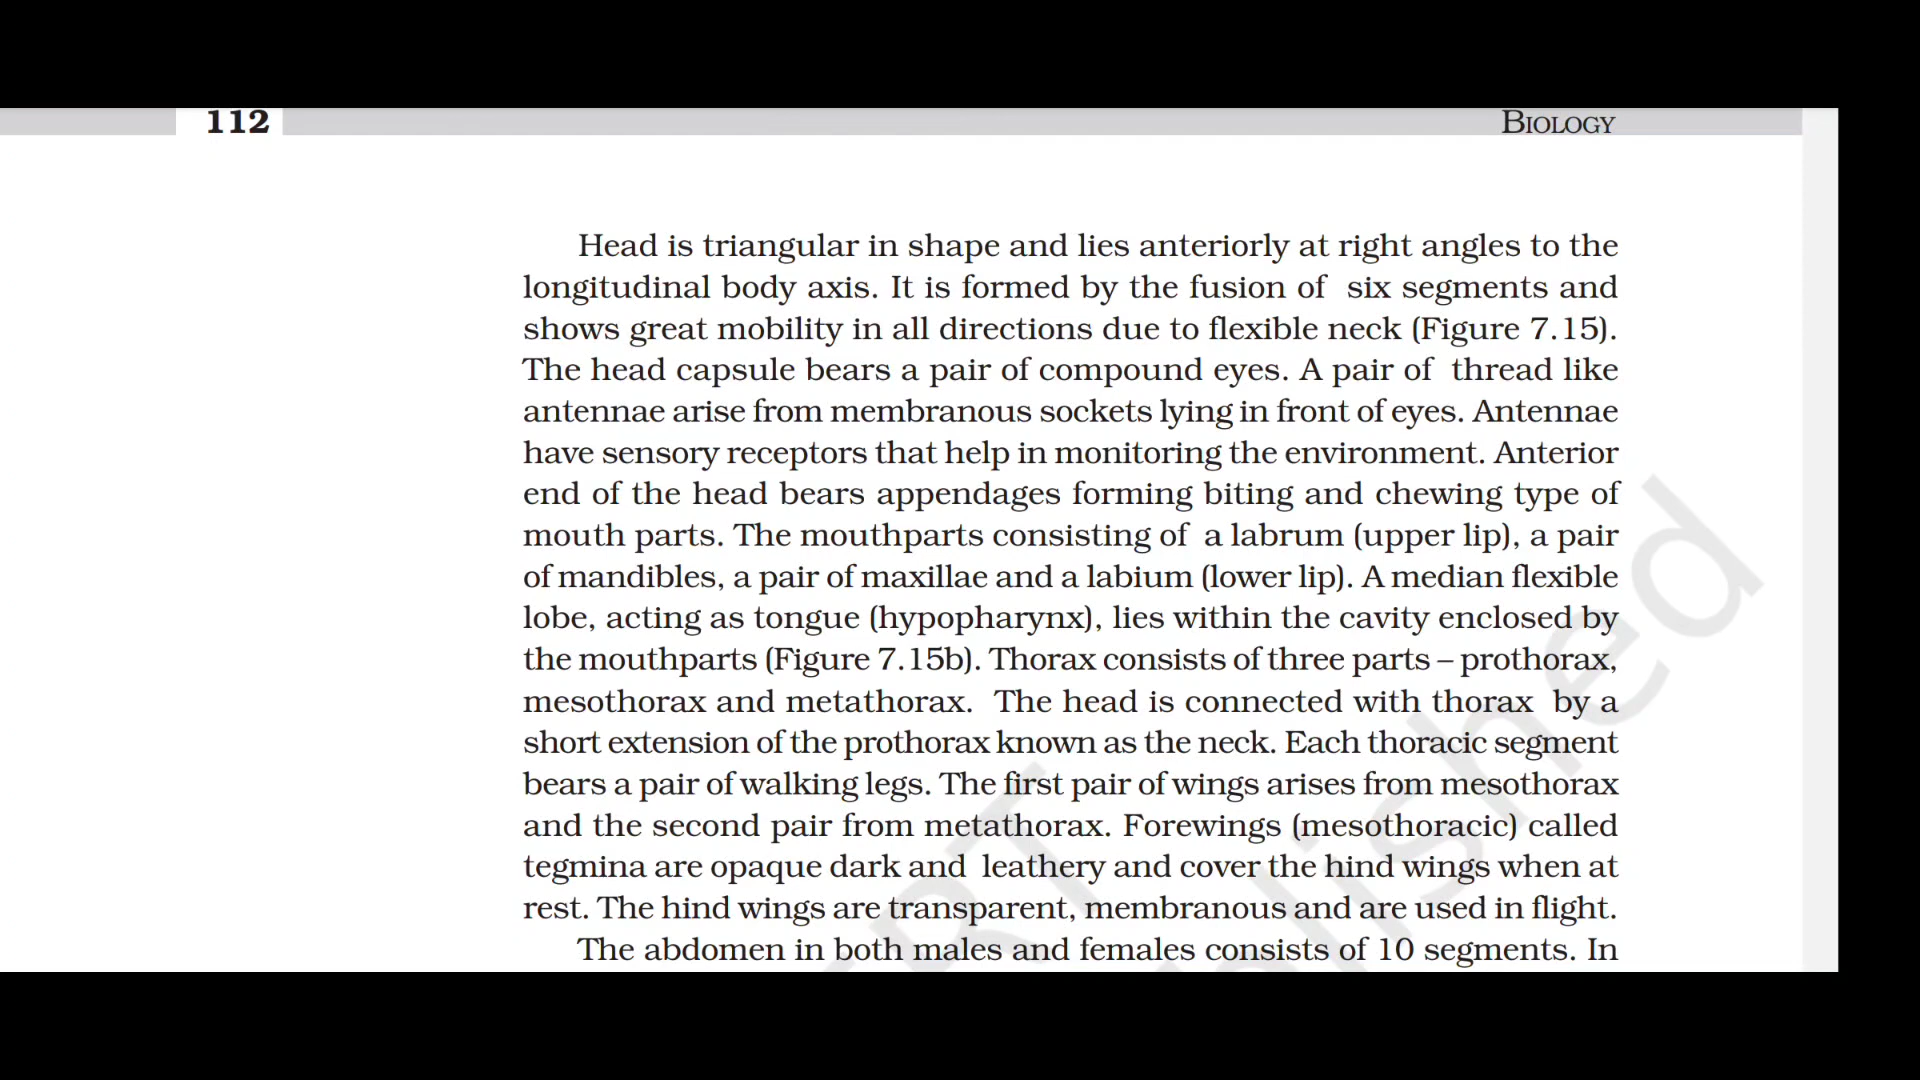 112
BIOLOGY
Head is triangular in shape and lies anteriorly at right angles to the
longitudinal body axis. It is formed by the fusion of six segments and
shows great mobility in all directions due to flexible neck (Figure 7.15).
The head capsule bears a pair of compound eyes. A pair of thread like
antennae arise from membranous sockets lying in front of eyes. Antennae
have sensory receptors that help in monitoring the environment. Anterior
end of the head bears appendages forming biting and chewing type of
mouth parts. The mouthparts consisting of a labrum (upper lip), a pair
of mandibles, a pair of maxillae and a labium (lower lip). A median flexible
lobe, acting as tongue (hypopharynx), lies within the cavity enclosed by
the mouthparts (Figure 7.15b). Thorax consists of three parts – prothorax,
mesothorax and metathorax. The head is connected with thorax by a
short extension of the prothorax known as the neck. Each thoracic segment
bears a pair of walking legs. The first pair of wings arises from mesothorax
and the second pair from metathorax. Forewings (mesothoracic) called
tegmina are opaque dark and leathery and cover the hind wings when at
rest. The hind wings are transparent, membranous and are used in flight.
The abdomen in both males and females consists of 10 segments. In